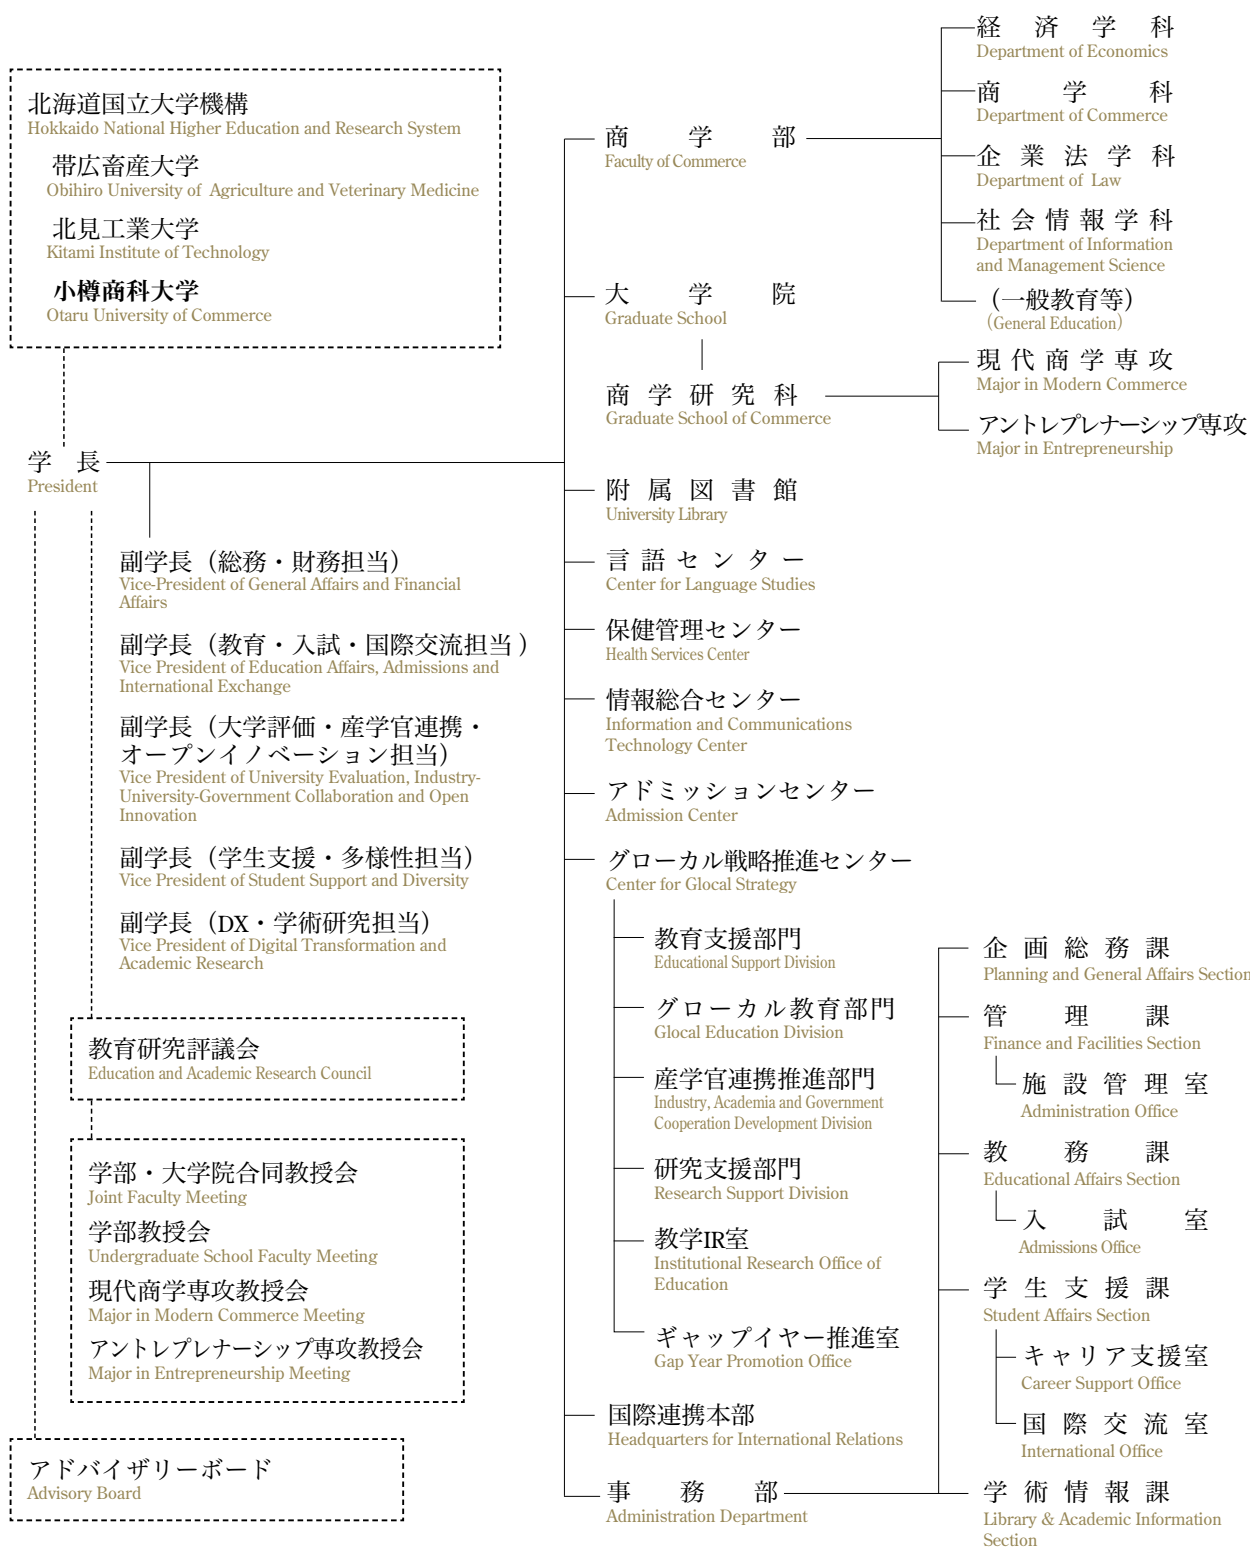 北海道国立大学機構
Hokkaido National Higher Education and Research System
帯広畜産大学
Obihiro University of Agriculture and Veterinary Medicine
北見工業大学
Kitami Institute of Technology
小樽商科大学
Otaru University of Commerce
学長
President
副学長（総務・財務担当）
Vice-President of General Affairs and Financial
Affairs
副学長（教育・入試・国際交流担当）
Vice President of Education Affairs, Admissions and
International Exchange
副学長（大学評価・産学官連携・
オープンイノベーション担当）
Vice President of University Evaluation, Industry-
University-Government Collaboration and Open
Innovation
副学長（学生支援・多様性担当）
Vice President of Student Support and Diversity
副学長（DX・学術研究担当）
Vice President of Digital Transformation and
Academic Research
教育研究評議会
Education and Academic Research Council
学部・大学院合同教授会
Joint Faculty Meeting
学部教授会
Undergraduate School Faculty Meeting
現代商学専攻教授会
Major in Modern Commerce Meeting
アントレプレナーシップ専攻教授会
Major in Entrepreneurship Meeting
アドバイザリーボード
Advisory Board
商学部
Faculty of Commerce
経済学科
Department of Economics
商学科
Department of Commerce
企業法学科
Department of Law
社会情報学科
Department of Information
and Management Science
（一般教育等）
（General Education）
大学院
Graduate School
商学研究科
Graduate School of Commerce
現代商学専攻
Major in Modern Commerce
アントレプレナーシップ専攻
Major in Entrepreneurship
附属図書館
University Library
言語センター
Center for Language Studies
保健管理センター
Health Services Center
情報総合センター
Information and Communications
Technology Center
アドミッションセンター
Admission Center
グローカル戦略推進センター
Center for Glocal Strategy
教育支援部門
Educational Support Division
グローカル教育部門
Glocal Education Division
産学官連携推進部門
Industry, Academia and Government
Cooperation Development Division
研究支援部門
Research Support Division
教学IR室
Institutional Research Office of
Education
ギャップイヤー推進室
Gap Year Promotion Office
国際連携本部
Headquarters for International Relations
事務部
Administration Department
企画総務課
Planning and General Affairs Section
管理課
Finance and Facilities Section
施設管理室
Administration Office
教務課
Educational Affairs Section
入試室
Admissions Office
学生支援課
Student Affairs Section
キャリア支援室
Career Support Office
国際交流室
International Office
学術情報課
Library & Academic Information
Section